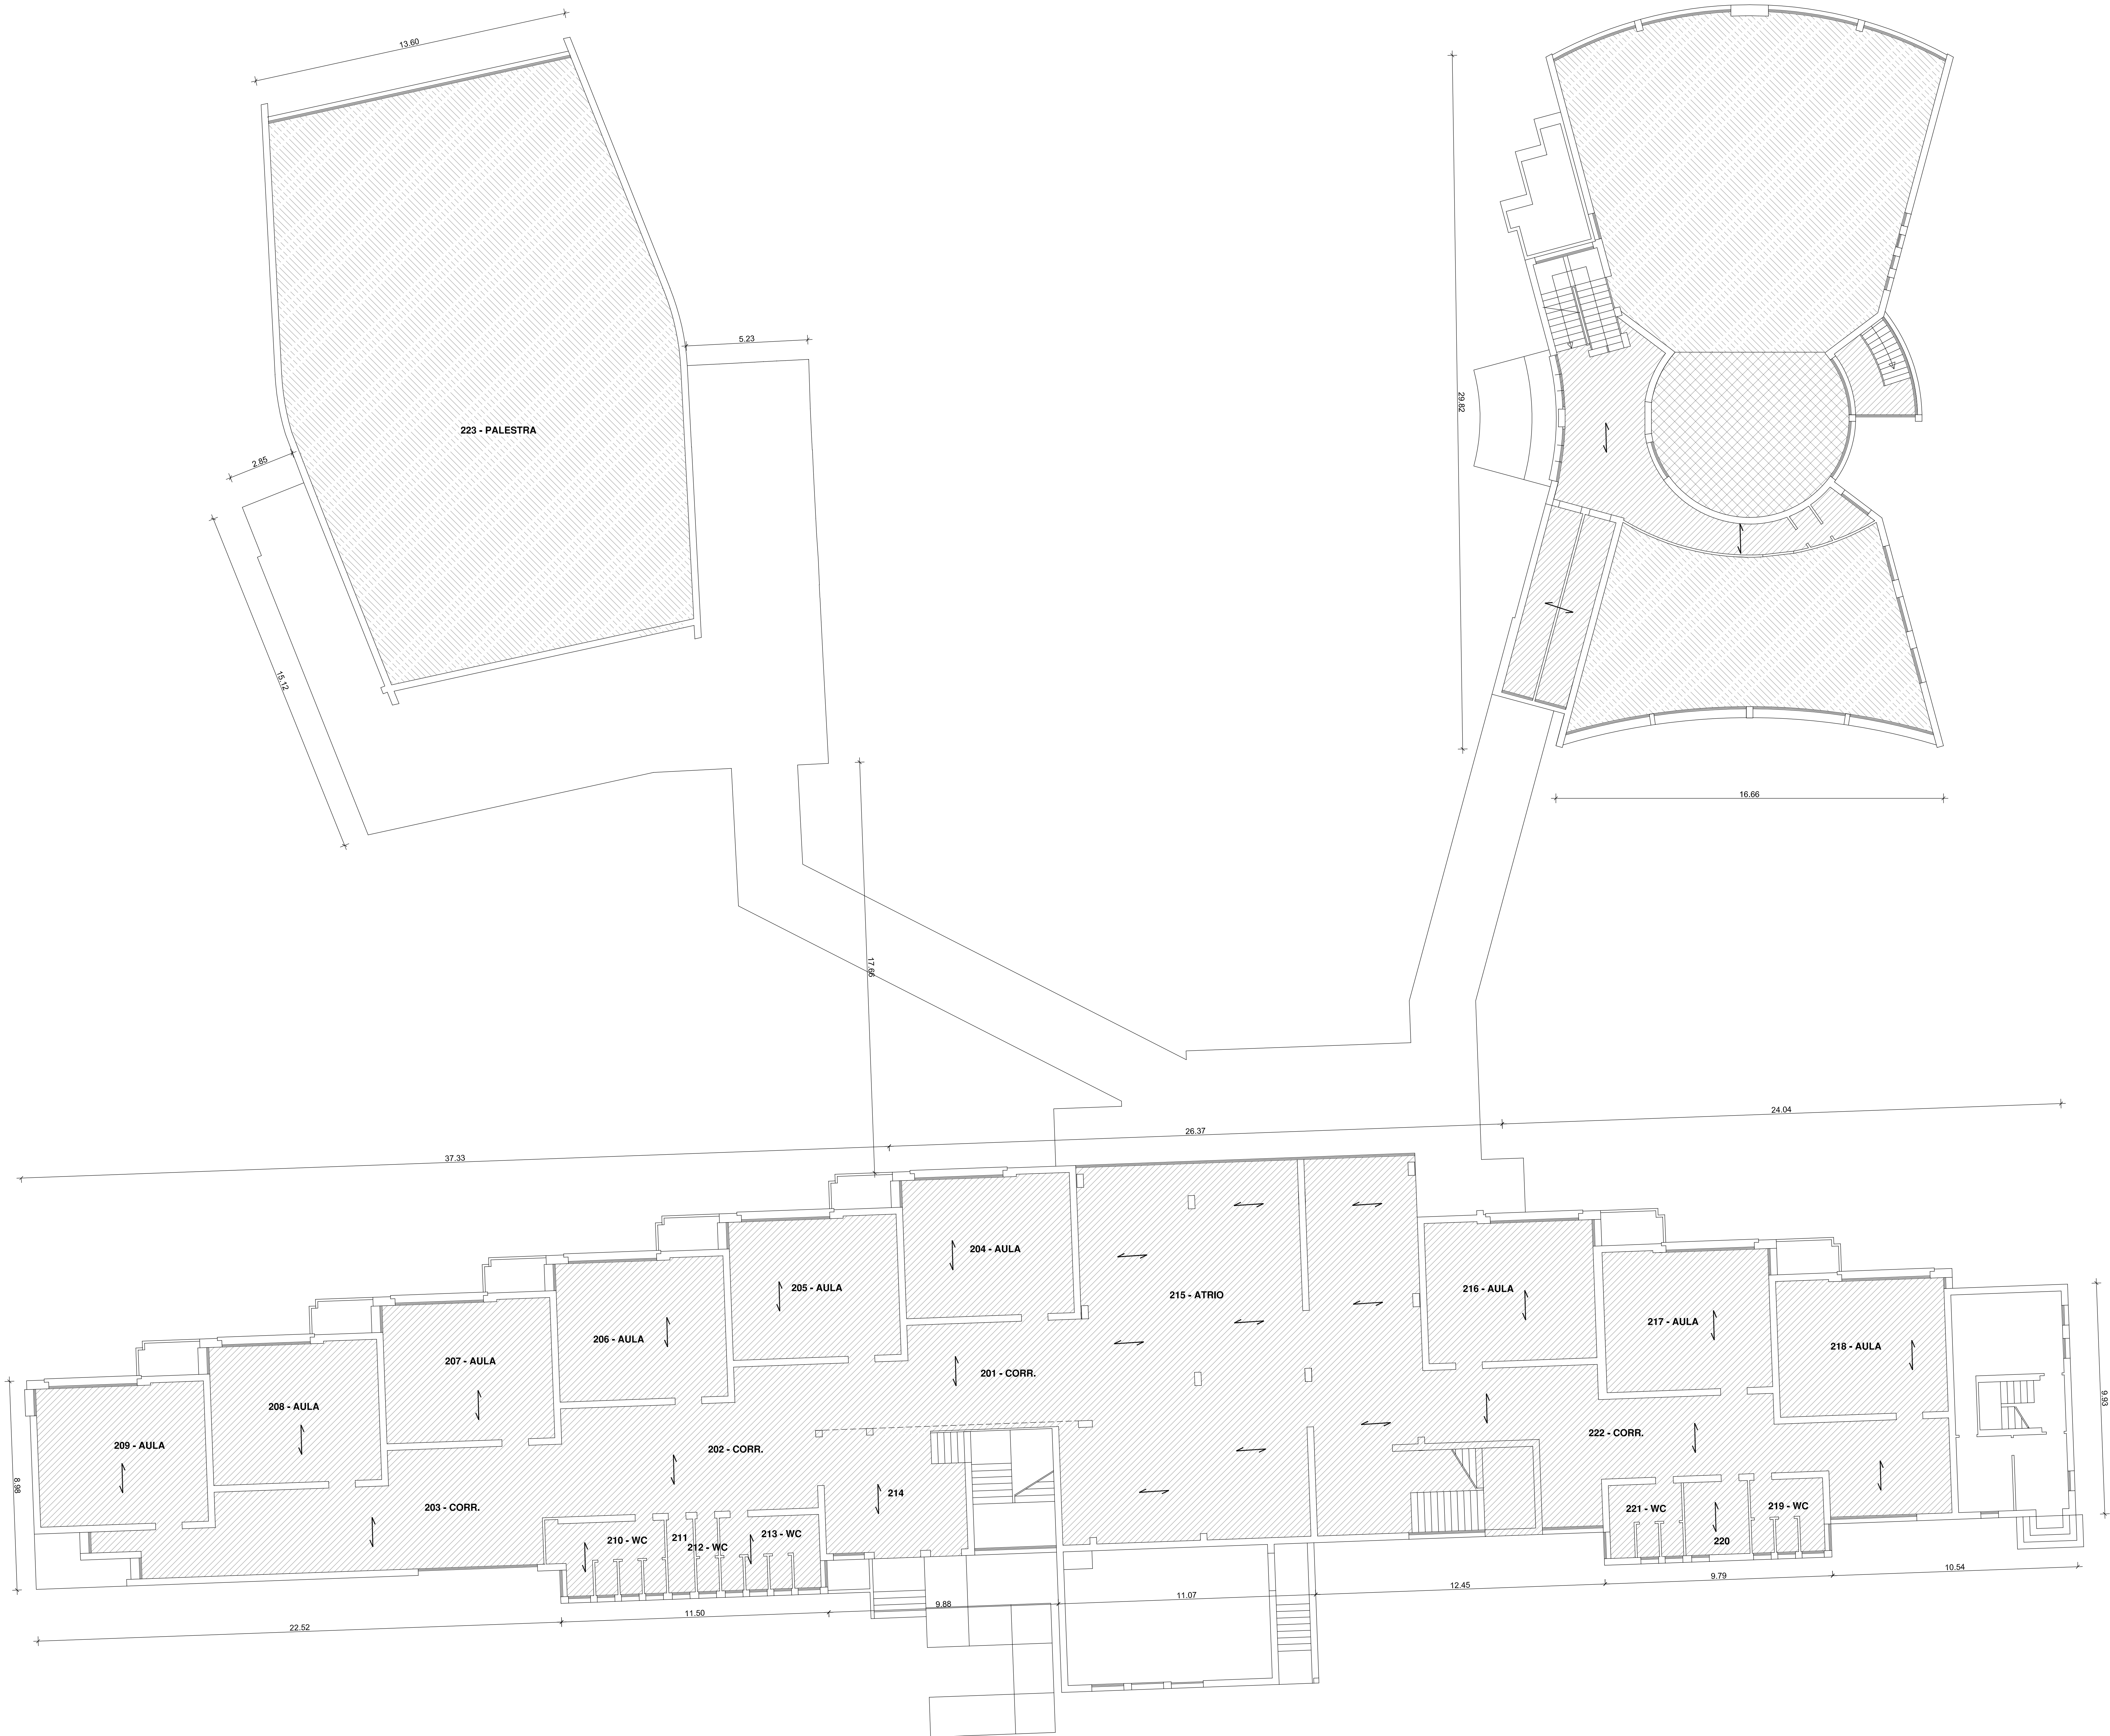 13.60
5.23
29.82
223 - PALESTRA
2.85
15.12
16.66
17.66
24.04
26.37
37.33
204 - AULA
205 - AULA
215 - ATRIO
216 - AULA
206 - AULA
217 - AULA
218 - AULA
207 - AULA
201 - CORR.
208 - AULA
9.93
209 - AULA
202 - CORR.
222 - CORR.
8.98
214
203 - CORR.
221 - WC
219 - WC
213 - WC
210 - WC
211
212 - WC
220
10.54
9.79
12.45
11.07
9.88
11.50
22.52